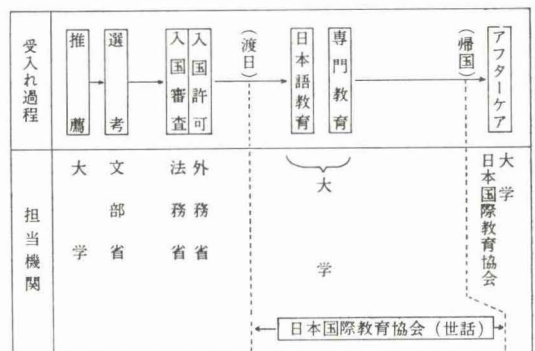 受入れ過程
推薦
選考
入国審査
入国許可
(渡日)
日本語教育
専門教育
(帰国)
アフターケア
担当機関
大学
文部省
法務省
外務省
大学
大学
日本国際教育協会
日本国際教育協会(世話)